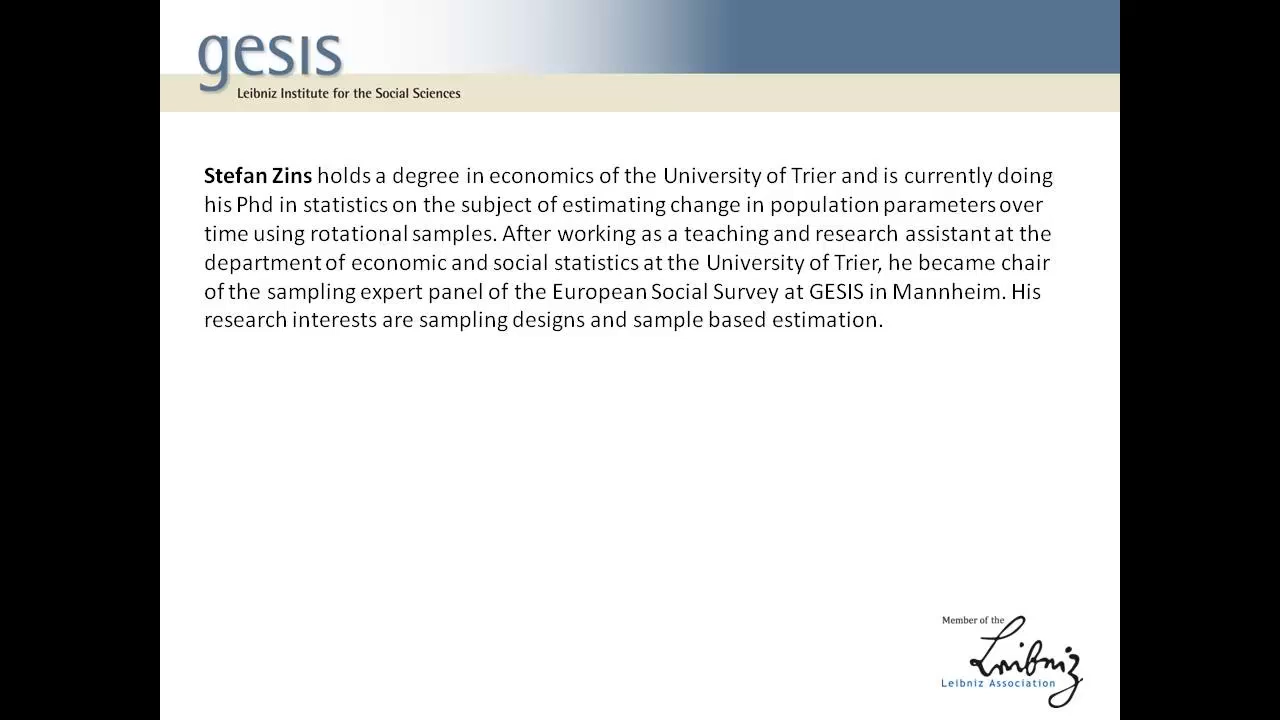 gesis
Leibniz Institute for the Social Sciences
Stefan Zins holds a degree in economics of the University of Trier and is currently doing
his Phd in statistics on the subject of estimating change in population parameters over
time using rotational samples. After working as a teaching and research assistant at the
department of economic and social statistics at the University of Trier, he became chair
of the sampling expert panel of the European Social Survey at GESIS in Mannheim. His
research interests are sampling designs and sample based estimation.
Member of the
Leibniz
Leibniz Association